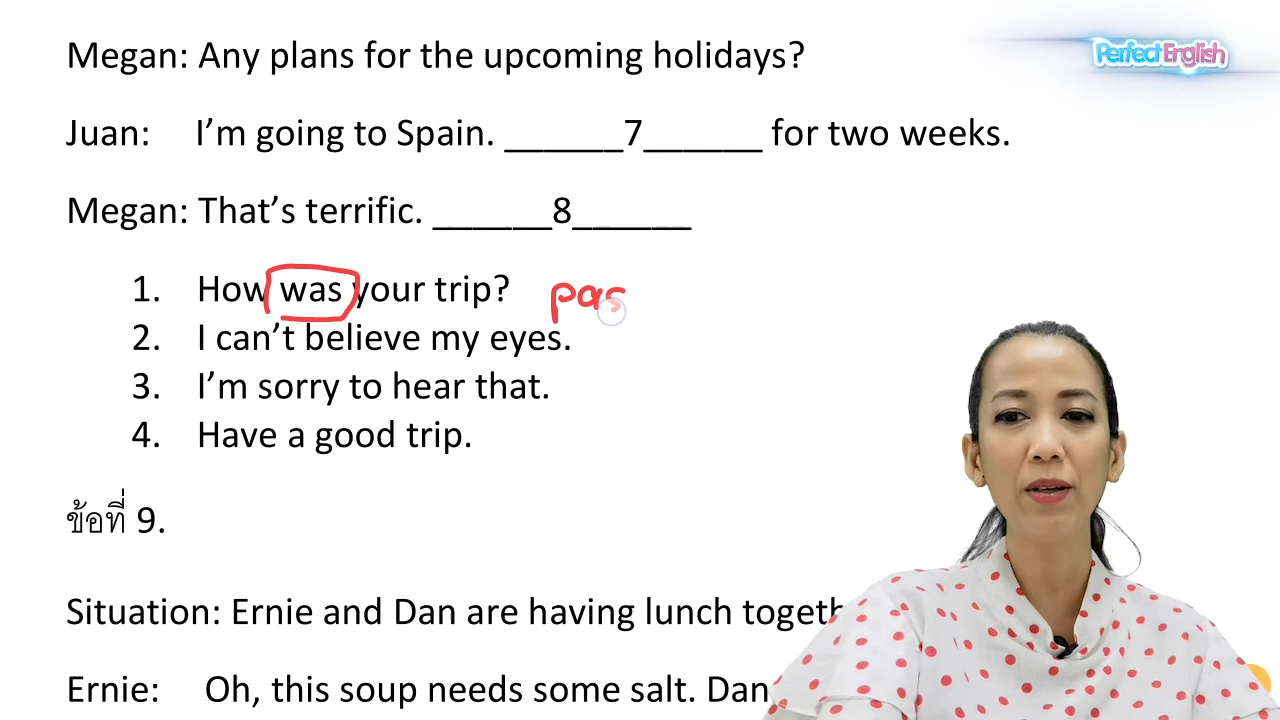 Perfect English
Megan: Any plans for the upcoming holidays?
Juan: I'm going to Spain. ______7______ for two weeks.
Megan: That's terrific. ______8______
1. How was your trip? pas
2. I can't believe my eyes.
3. I'm sorry to hear that.
4. Have a good trip.
ข้อที่ 9.
Situation: Ernie and Dan are having lunch
Ernie: Oh, this soup needs some salt. Dan